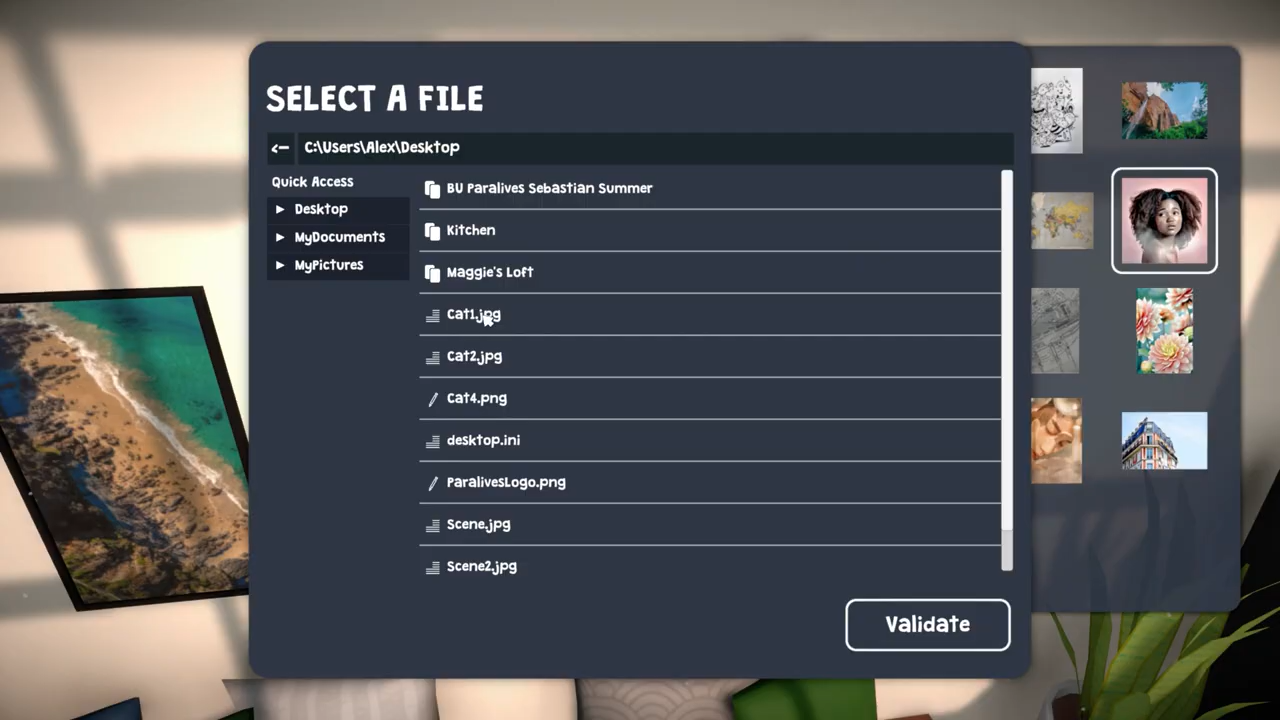 SELECT A FILE
<- C:\Users\Alex\Desktop
Quick Access
Desktop
MyDocuments
MyPictures
BU Paralives Sebastian Summer
Kitchen
Maggie's Loft
Cat1.jpg
Cat2.jpg
Cat4.png
desktop.ini
ParalivesLogo.png
Scene.jpg
Scene2.jpg
Validate